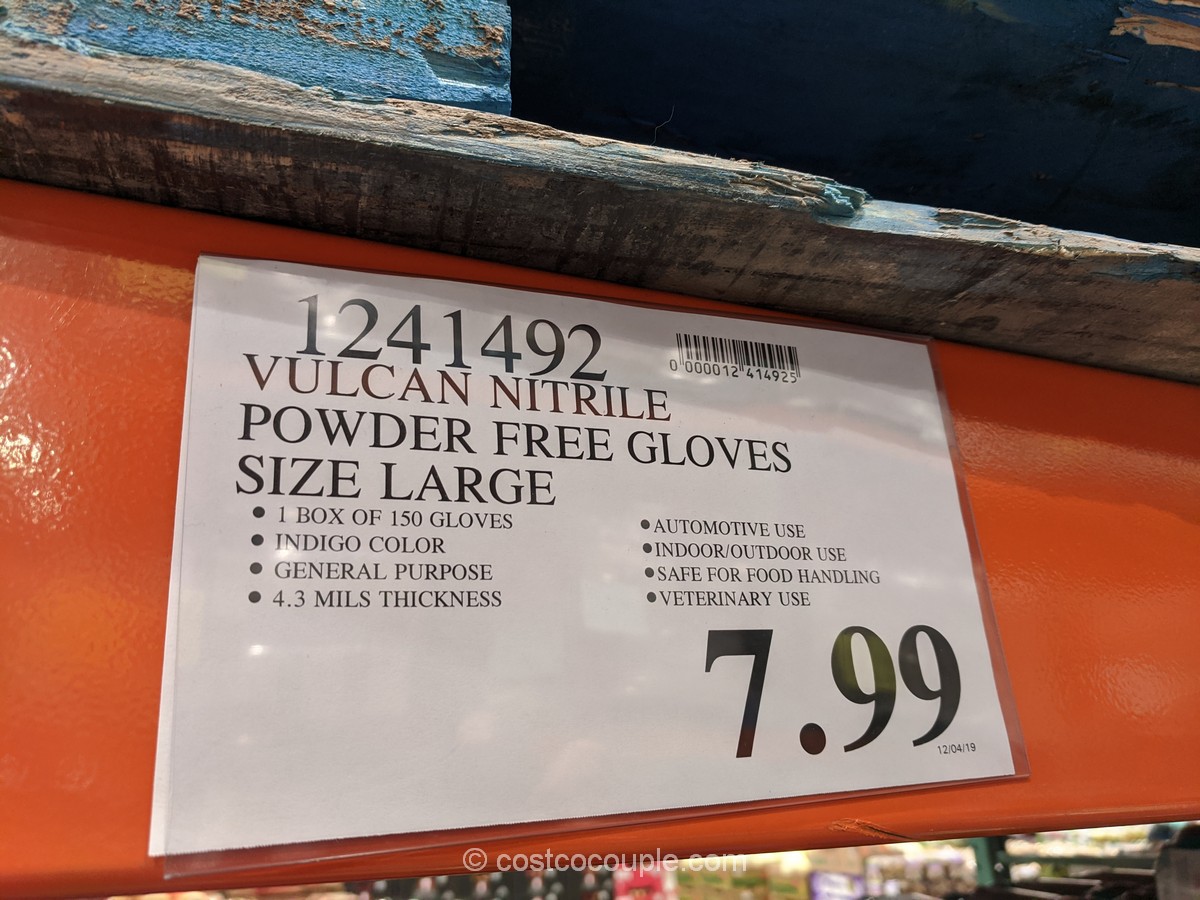 1241492
0 000012 414925
VULCAN NITRILE
POWDER FREE GLOVES
SIZE LARGE
• 1 BOX OF 150 GLOVES
• INDIGO COLOR
• GENERAL PURPOSE
• 4.3 MILS THICKNESS
• AUTOMOTIVE USE
• INDOOR/OUTDOOR USE
• SAFE FOR FOOD HANDLING
• VETERINARY USE
7.99
12/04/19
© costcocouple.com